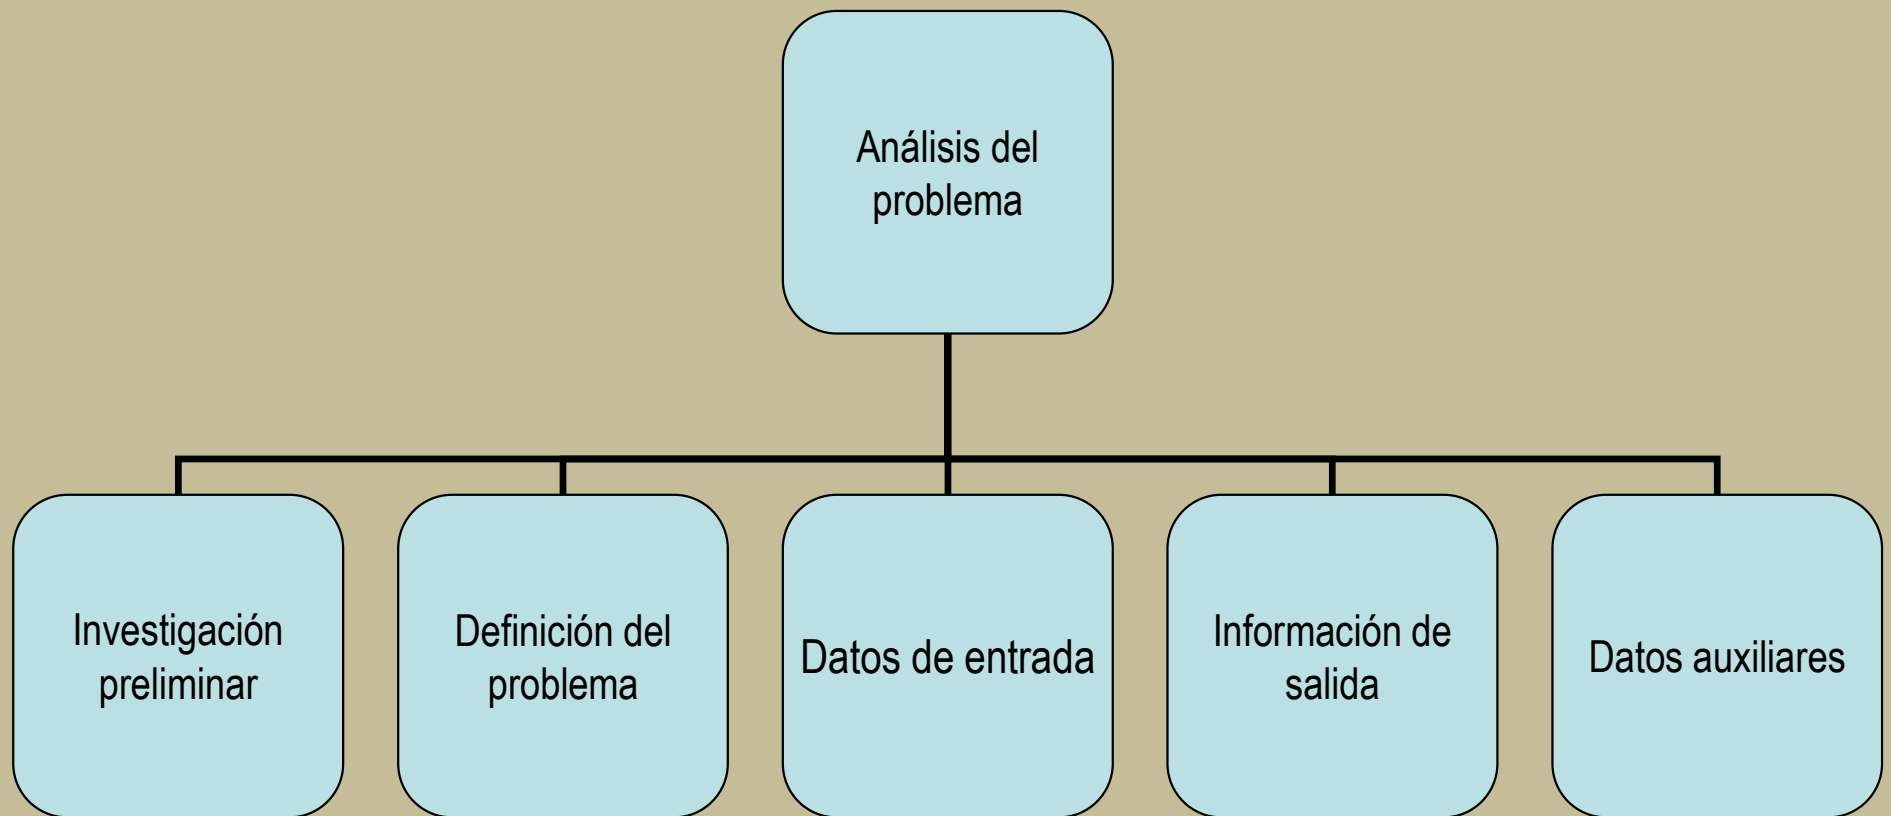 Análisis del
problema
Investigación
preliminar
Definición del
problema
Datos de entrada
Información de
salida
Datos auxiliares